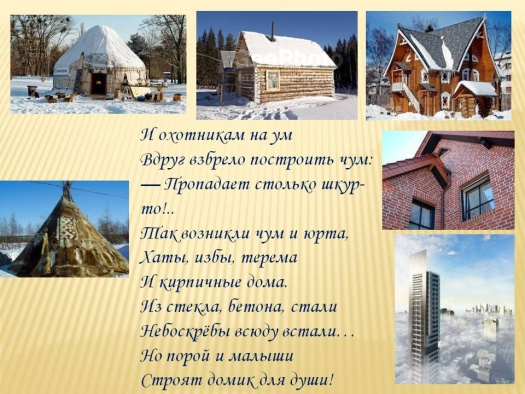 И охотникам на ум
Вдруг взбрело построить чум:
— Пропадает столько шкур-
то!..
Так возникли чум и юрта,
Хаты, избы, терема
И кирпичные дома.
Из стекла, бетона, стали
Небоскрёбы всюду встали…
Но порой и малыши
Строят домик для души!